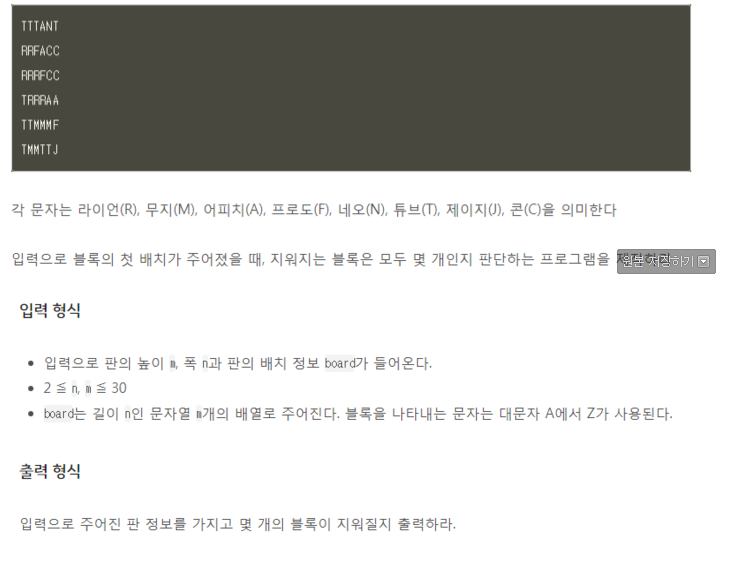 TTTANT
RRFACC
RRRFCC
TRRRAA
TTMMMF
TMMTTJ
각 문자는 라이언(R), 무지(M), 어피치(A), 프로도(F), 네오(N), 튜브(T), 제이지(J), 콘(C)을 의미한다
입력으로 블록의 첫 배치가 주어졌을 때, 지워지는 블록은 모두 몇 개인지 판단하는 프로그램을
원본 저장하기
입력 형식
입력으로 판의 높이 m, 폭 n과 판의 배치 정보 board가 들어온다.
2 ≦ n, m ≦ 30
board는 길이 n인 문자열 m개의 배열로 주어진다. 블록을 나타내는 문자는 대문자 A에서 Z가 사용된다.
출력 형식
입력으로 주어진 판 정보를 가지고 몇 개의 블록이 지워질지 출력하라.